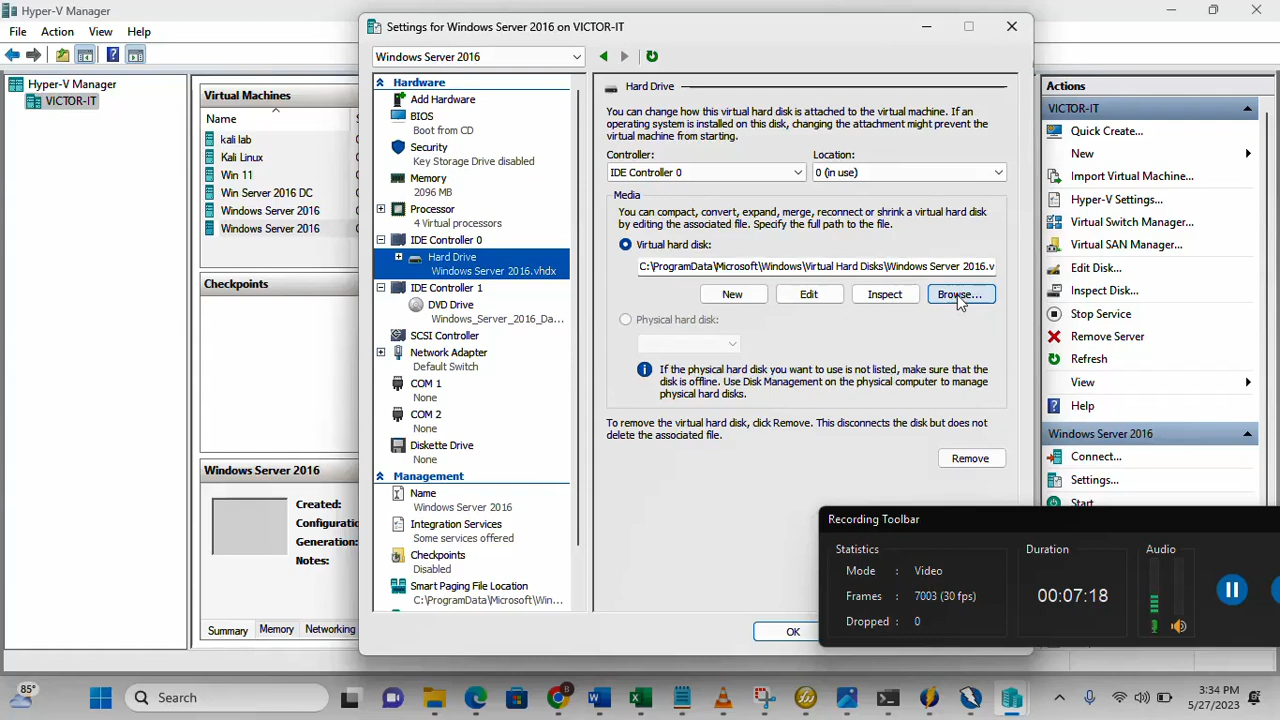 Hyper-V Manager
File Action View Help
Hyper-V Manager
VICTOR-IT
Virtual Machines
Name
S
kali lab
Kali Linux
Win 11
Win Server 2016 DC
Windows Server 2016
Windows Server 2016
Checkpoints
Windows Server 2016
Created:
Configuratio
Generation:
Notes:
Summary Memory Networking
Settings for Windows Server 2016 on VICTOR-IT
Windows Server 2016
Hardware
Add Hardware
BIOS
Boot from CD
Security
Key Storage Drive disabled
Memory
2096 MB
Processor
4 Virtual processors
IDE Controller 0
Hard Drive
Windows Server 2016.vhdx
IDE Controller 1
DVD Drive
Windows_Server_2016_Da...
SCSI Controller
Network Adapter
Default Switch
COM 1
None
COM 2
None
Diskette Drive
None
Management
Name
Windows Server 2016
Integration Services
Some services offered
Checkpoints
Disabled
Smart Paging File Location
C:\ProgramData\Microsoft\Win...
Hard Drive
You can change how this virtual hard disk is attached to the virtual machine. If an
operating system is installed on this disk, changing the attachment might prevent the
virtual machine from starting.
Controller: Location:
IDE Controller 0 0 (in use)
Media
You can compact, convert, expand, merge, reconnect or shrink a virtual hard disk
by editing the associated file. Specify the full path to the file.
Virtual hard disk:
C:\ProgramData\Microsoft\Windows\Virtual Hard Disks\Windows Server 2016.v
New Edit Inspect Browse...
Physical hard disk:
If the physical hard disk you want to use is not listed, make sure that the
disk is offline. Use Disk Management on the physical computer to manage
physical hard disks.
To remove the virtual hard disk, click Remove. This disconnects the disk but does not
delete the associated file.
Remove
OK
Actions
VICTOR-IT
Quick Create...
New
Import Virtual Machine...
Hyper-V Settings...
Virtual Switch Manager...
Virtual SAN Manager...
Edit Disk...
Inspect Disk...
Stop Service
Remove Server
Refresh
View
Help
Windows Server 2016
Connect...
Settings...
Start
Recording Toolbar
Statistics
Mode : Video
Frames : 7003 (30 fps)
Dropped : 0
Duration
00:07:18
Audio
85°
Search
B
3:34 PM
5/27/2023